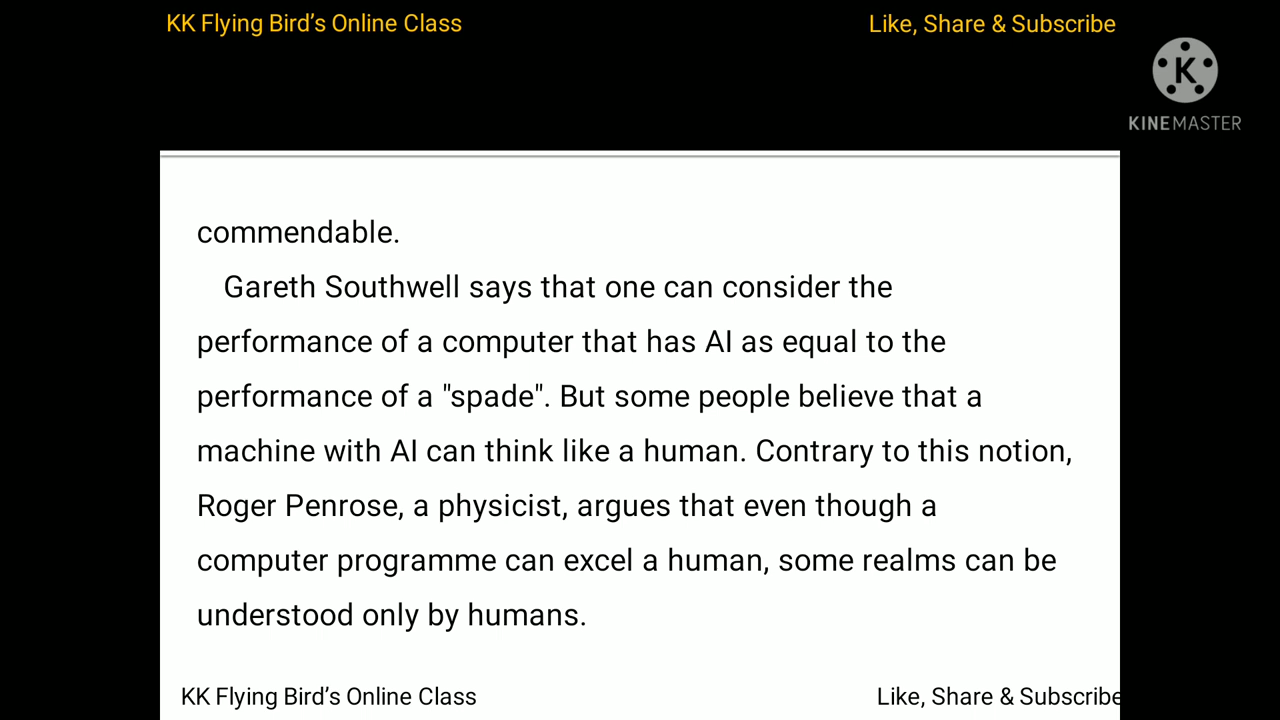 KK Flying Bird’s Online Class
Like, Share & Subscribe
KINEMASTER
commendable.
Gareth Southwell says that one can consider the
performance of a computer that has AI as equal to the
performance of a "spade". But some people believe that a
machine with AI can think like a human. Contrary to this notion,
Roger Penrose, a physicist, argues that even though a
computer programme can excel a human, some realms can be
understood only by humans.
KK Flying Bird’s Online Class
Like, Share & Subscribe